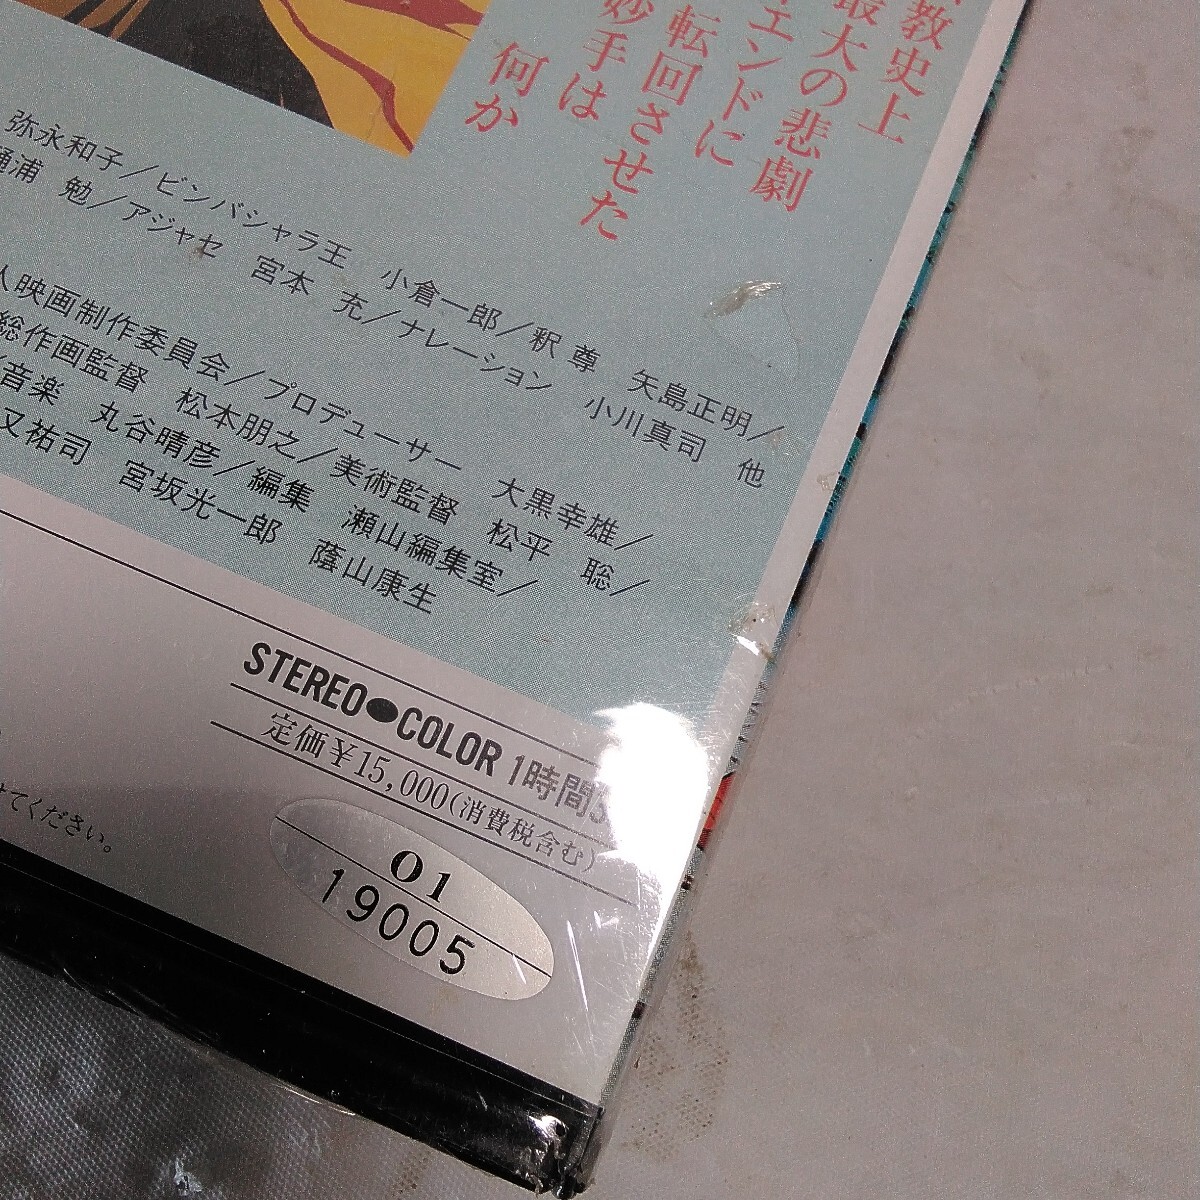 教史上
最大の悲劇
エンドに
転回させた
妙手は
何か
弥永和子/ビンバシャラ王 小倉一郎/釈 尊 矢島正明/
樋浦 勉/アジャセ 宮本 充/ナレーション 小川真司 他
人映画制作委員会/プロデューサー 大黒幸雄/
総作画監督 松本朋之/美術監督 松平 聡/
音楽 丸谷晴彦/編集 瀬山編集室/
又祐司 宮坂光一郎 蔭山康生
STEREO●COLOR 1時間
定価¥15,000(消費税含む)
せてください。
01
19005